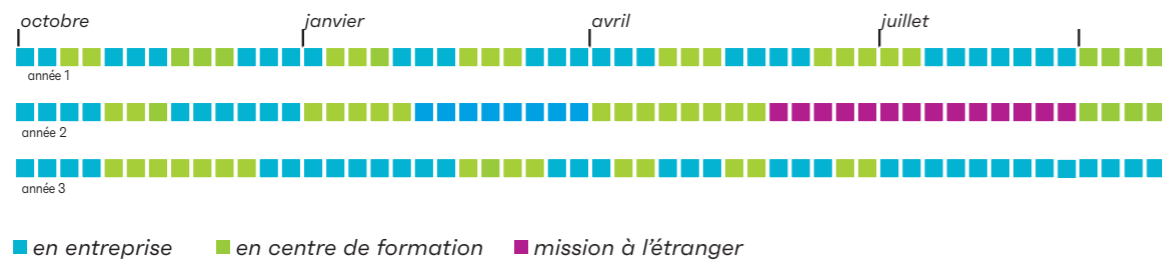 octobre janvier avril juillet
année 1
année 2
année 3
en entreprise en centre de formation mission à l'étranger